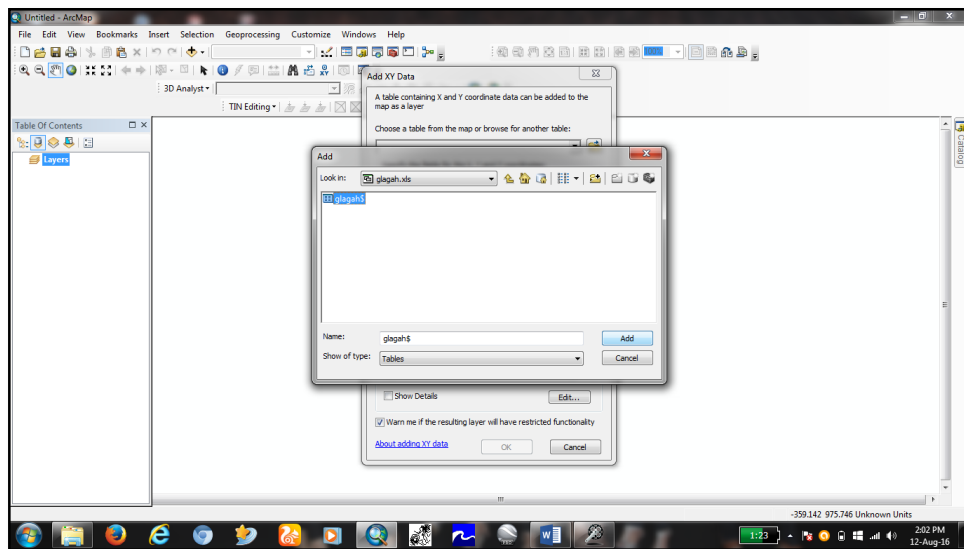 Untitled - ArcMap
File Edit View Bookmarks Insert Selection Geoprocessing Customize Windows Help
100%
3D Analyst
TIN Editing
Table Of Contents
Layers
Catalog
Add XY Data
A table containing X and Y coordinate data can be added to the
map as a layer
Choose a table from the map or browse for another table:
Add
Look in: glagah.xls
glagah$
Name: glagah$ Add
Show of type: Tables Cancel
Show Details Edit...
Warn me if the resulting layer will have restricted functionality
About adding XY data OK Cancel
-359.142 975.746 Unknown Units
1:23 2:02 PM
12-Aug-16